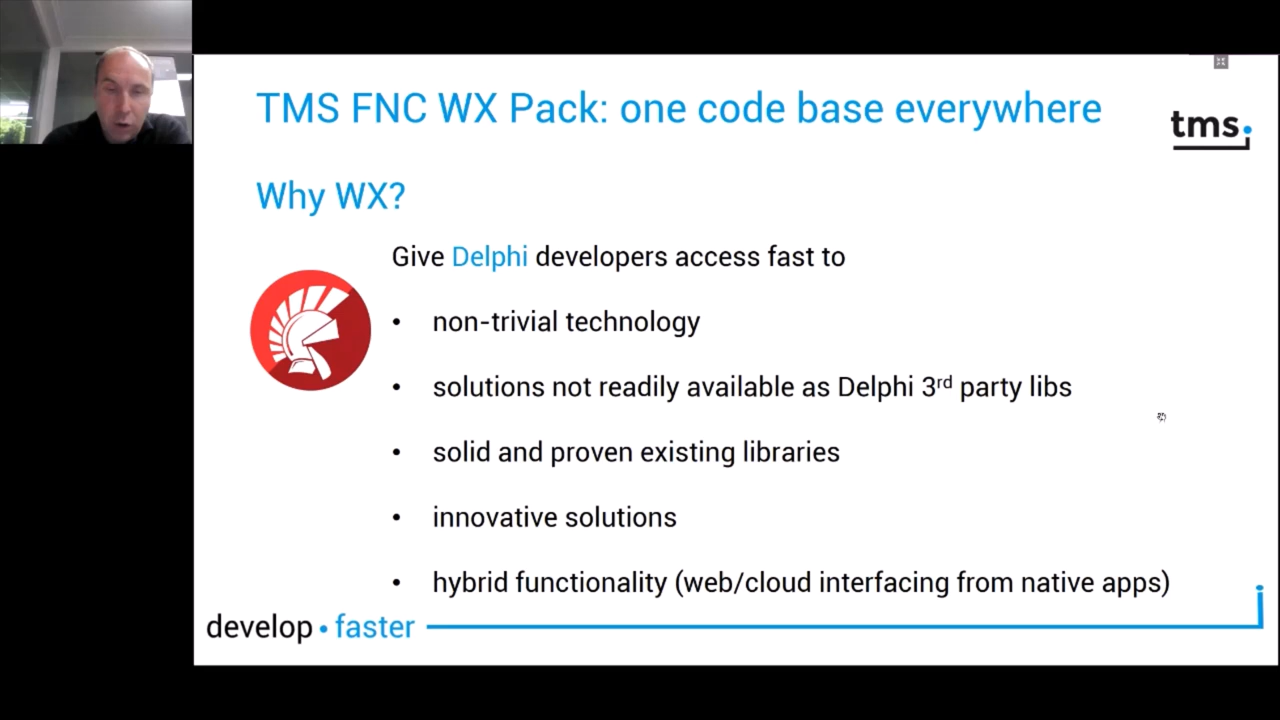 TMS FNC WX Pack: one code base everywhere
tms.
Why WX?
Give Delphi developers access fast to
• non-trivial technology
• solutions not readily available as Delphi 3rd party libs
• solid and proven existing libraries
• innovative solutions
• hybrid functionality (web/cloud interfacing from native apps)
develop • faster